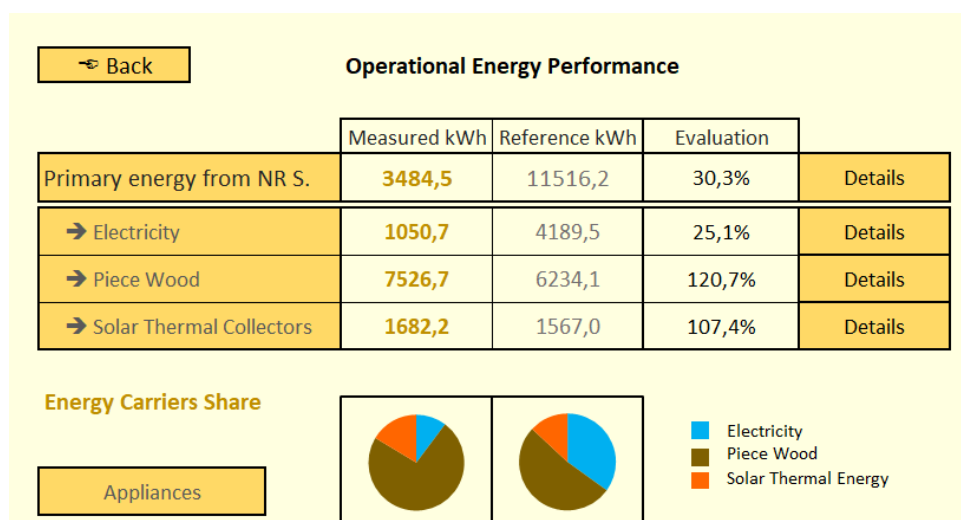 ☜ Back
Operational Energy Performance
Measured kWh Reference kWh Evaluation
Primary energy from NR S. 3484,5 11516,2 30,3% Details
➔ Electricity 1050,7 4189,5 25,1% Details
➔ Piece Wood 7526,7 6234,1 120,7% Details
➔ Solar Thermal Collectors 1682,2 1567,0 107,4% Details
Energy Carriers Share
Electricity
Piece Wood
Solar Thermal Energy
Appliances